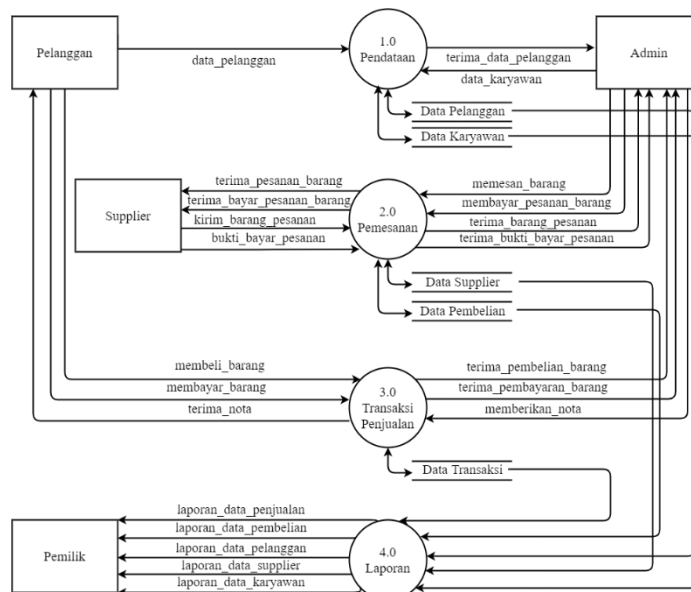 Pelanggan
data_pelanggan
1.0
Pendataan
terima_data_pelanggan
data_karyawan
Admin
Data Pelanggan
Data Karyawan
Supplier
terima_pesanan_barang
terima_bayar_pesanan_barang
kirim_barang_pesanan
bukti_bayar_pesanan
2.0
Pemesanan
memesan_barang
membayar_pesanan_barang
terima_barang_pesanan
terima_bukti_bayar_pesanan
Data Supplier
Data Pembelian
membeli_barang
membayar_barang
terima_nota
3.0
Transaksi
Penjualan
terima_pembelian_barang
terima_pembayaran_barang
memberikan_nota
Data Transaksi
Pemilik
laporan_data_penjualan
laporan_data_pembelian
laporan_data_pelanggan
laporan_data_supplier
laporan_data_karyawan
4.0
Laporan